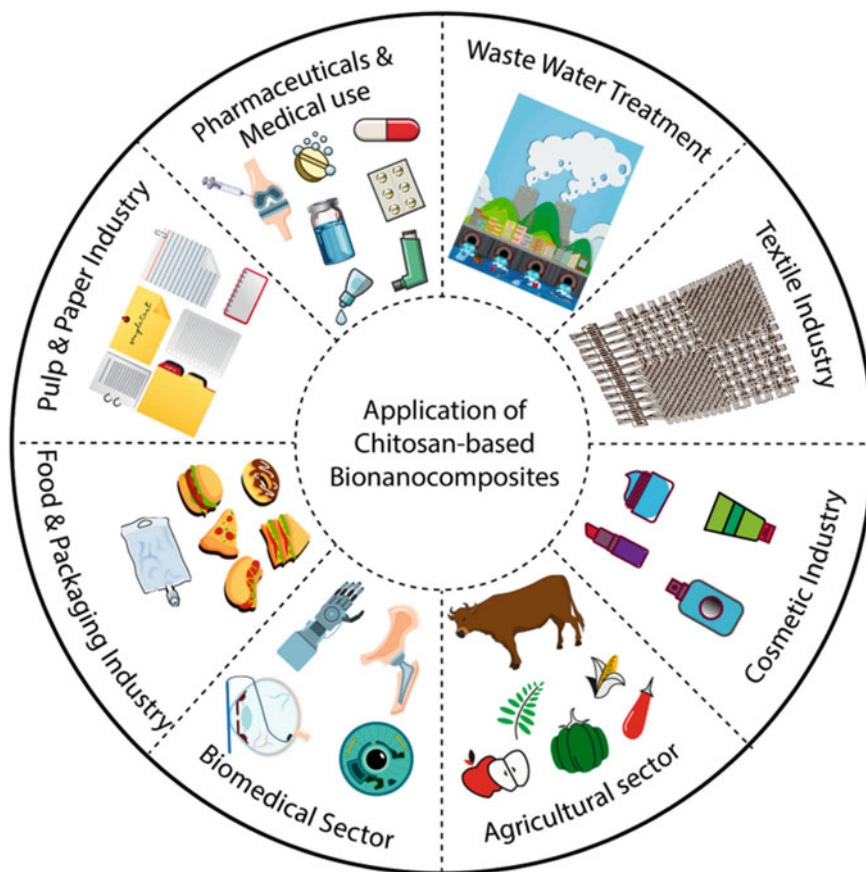 Pharmaceuticals &
Medical use
Waste Water Treatment
Textile Industry
Cosmetic Industry
Agricultural sector
Biomedical Sector
Food & Packaging Industry
Pulp & Paper Industry
Application of
Chitosan-based
Bionanocomposites